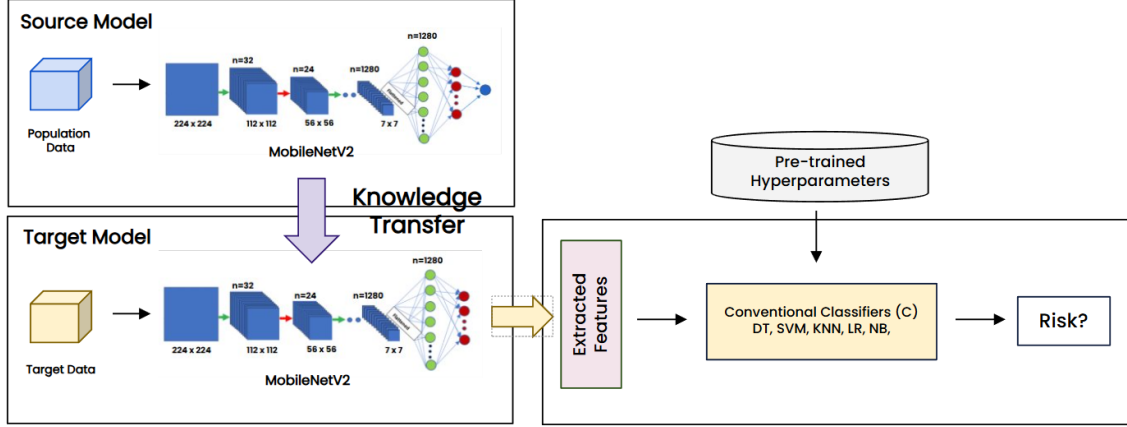 Source Model
Population
Data
n=32
n=24
n=1280
n=1280
Flattened
224 x 224
112 x 112
56 x 56
7 x 7
MobileNetV2
Knowledge
Transfer
Target Model
Target Data
n=32
n=24
n=1280
n=1280
Flattened
224 x 224
112 x 112
56 x 56
7 x 7
MobileNetV2
Extracted
Features
Pre-trained
Hyperparameters
Conventional Classifiers (C)
DT, SVM, KNN, LR, NB,
Risk?